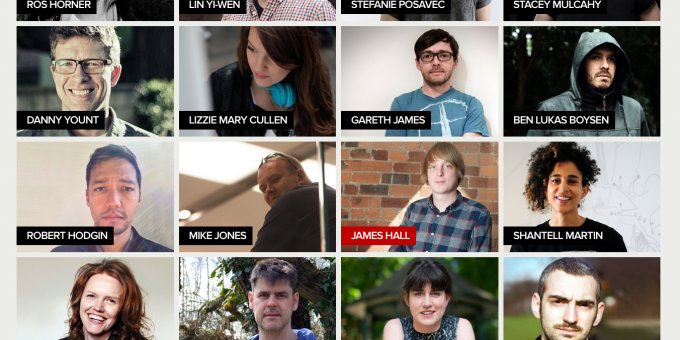 ROS HORNER
LIN YI-WEN
STEFANIE POSAVEC
STACEY MULCAHY
DANNY YOUNT
LIZZIE MARY CULLEN
GARETH JAMES
BEN LUKAS BOYSEN
ROBERT HODGIN
MIKE JONES
JAMES HALL
SHANTELL MARTIN